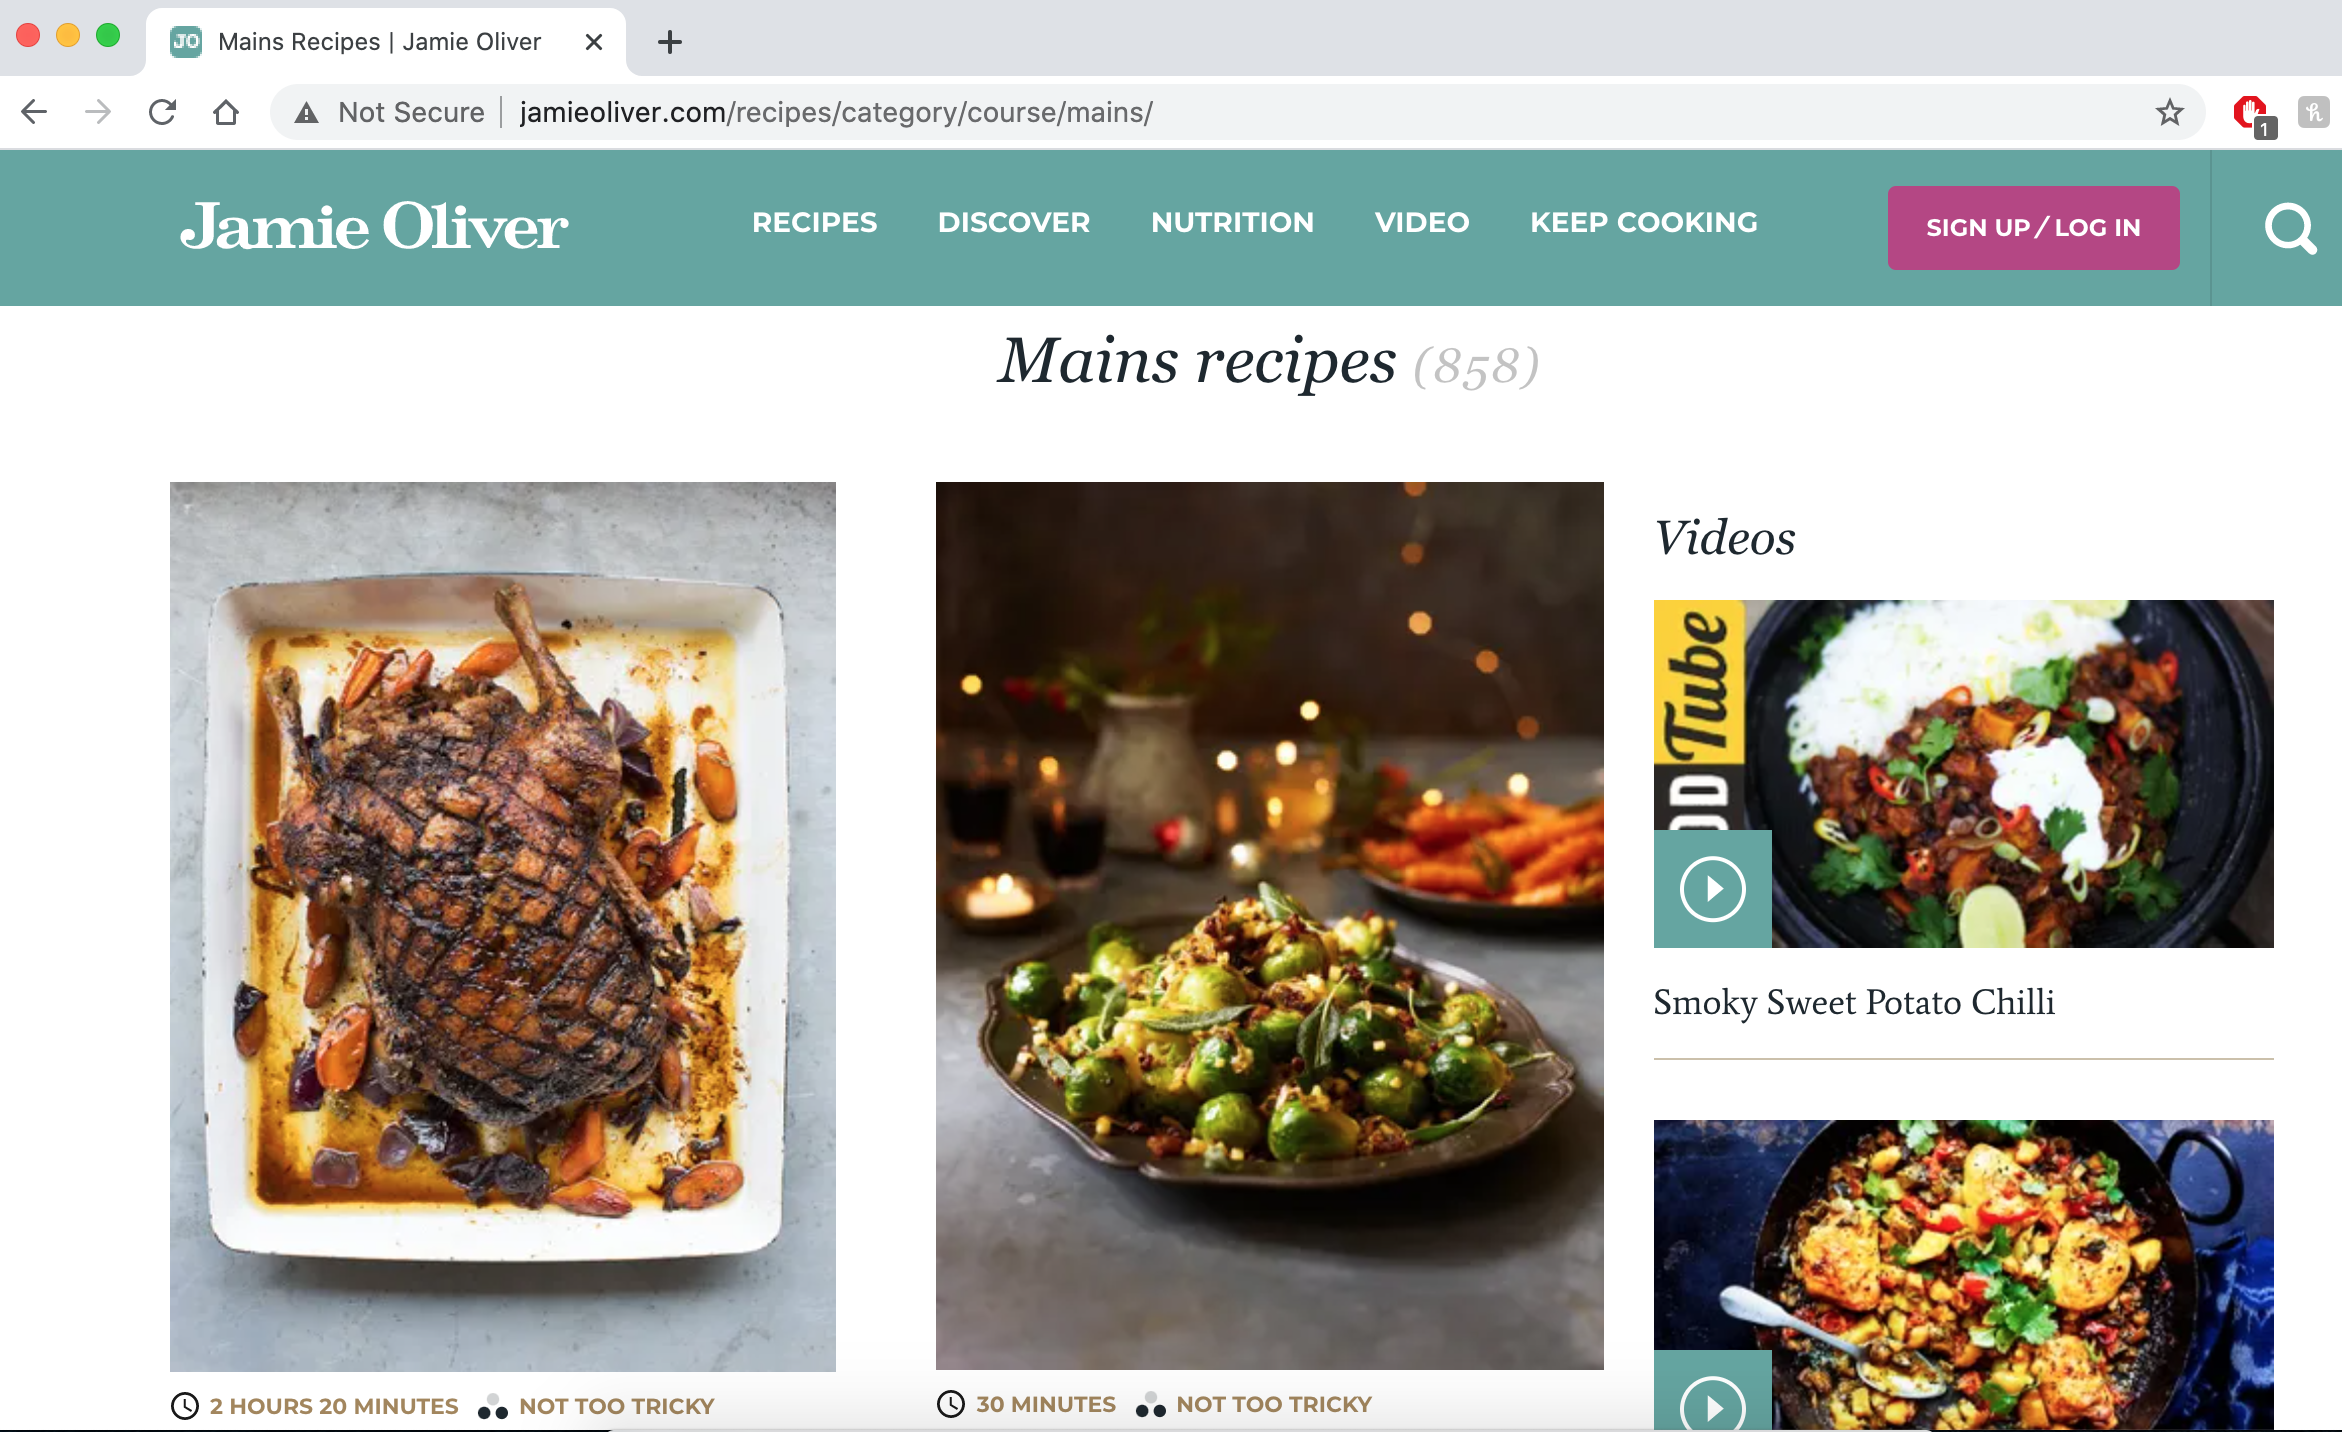 JO Mains Recipes | Jamie Oliver
Not Secure jamieoliver.com/recipes/category/course/mains/
1
h
Jamie Oliver RECIPES DISCOVER NUTRITION VIDEO KEEP COOKING SIGN UP / LOG IN
Mains recipes (858)
Videos
Tube
OD
Smoky Sweet Potato Chilli
2 HOURS 20 MINUTES NOT TOO TRICKY
30 MINUTES NOT TOO TRICKY